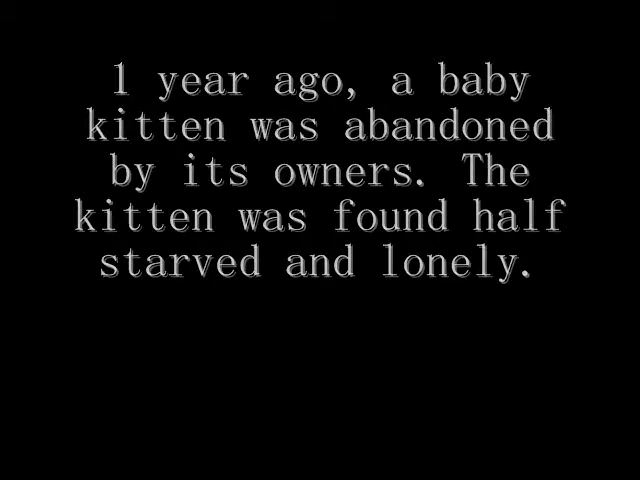 1 year ago, a baby
kitten was abandoned
by its owners. The
kitten was found half
starved and lonely.